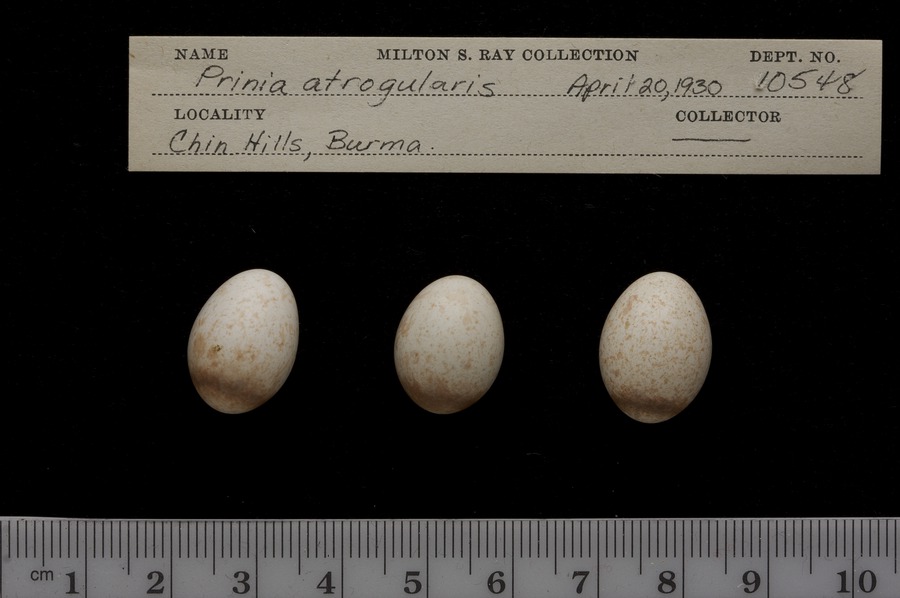 NAME MILTON S. RAY COLLECTION DEPT. NO.
Prinia atrogularis April 20, 1930 10548
LOCALITY COLLECTOR
Chin Hills, Burma.
cm 1 2 3 4 5 6 7 8 9 10